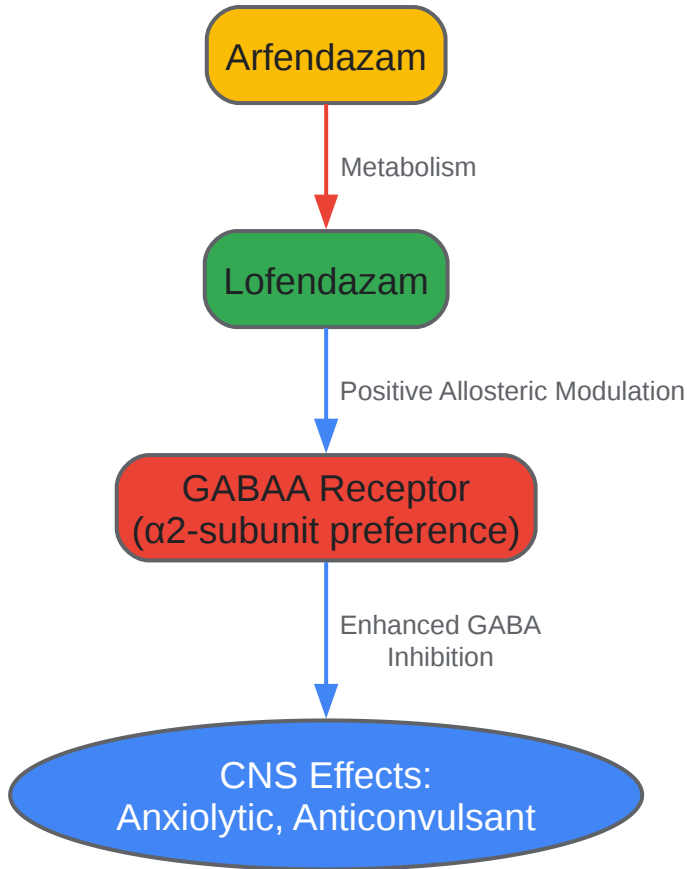 Arfendazam
Metabolism
Lofendazam
Positive Allosteric Modulation
GABAA Receptor
(α2-subunit preference)
Enhanced GABA
Inhibition
CNS Effects:
Anxiolytic, Anticonvulsant